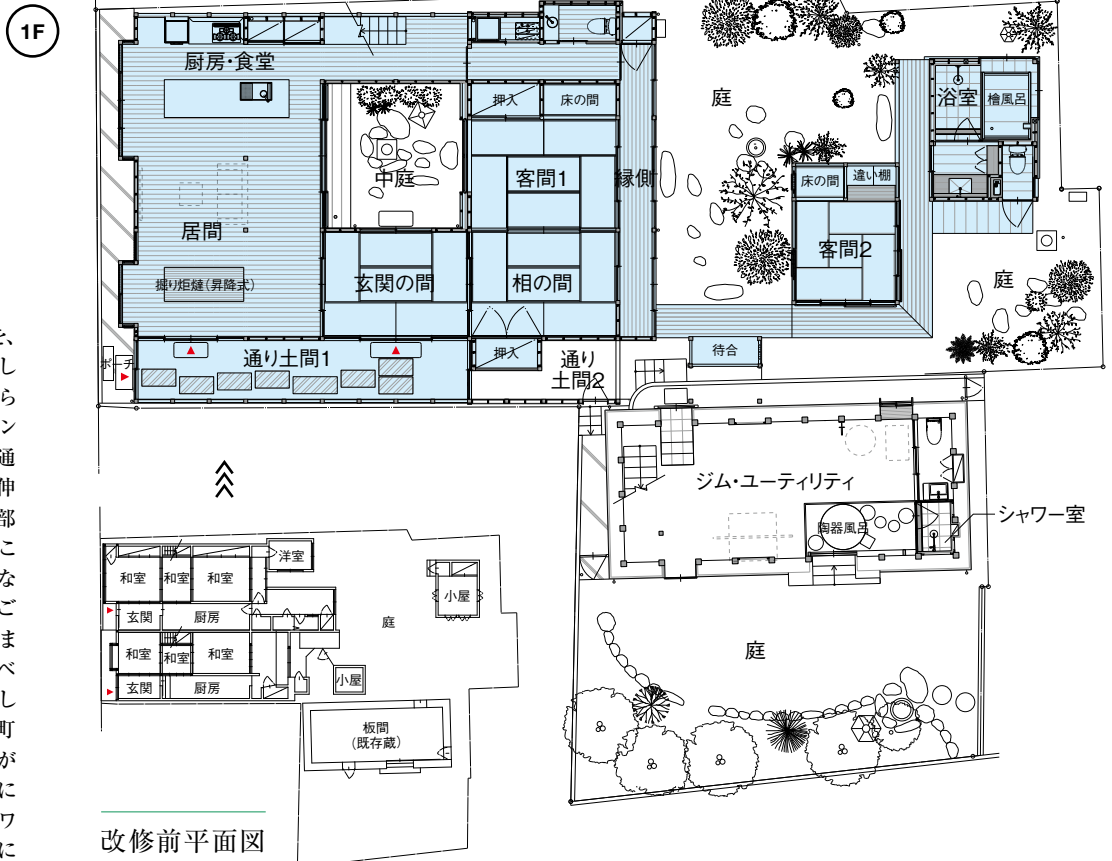 1F
厨房・食堂
押入
床の間
庭
浴室
檜風呂
中庭
客間1
縁側
床の間
違い棚
居間
客間2
掘り炬燵(昇降式)
玄関の間
相の間
庭
ポーチ
通り土間1
押入
通り
土間2
待合
ジム・ユーティリティ
陶器風呂
シャワー室
庭
洋室
和室
和室
和室
小屋
玄関
厨房
庭
和室
和室
和室
小屋
玄関
厨房
板間
(既存蔵)
改修前平面図
と、
し
ら
ン
通
伸
部
こ
な
ご
ま
べ
し
町
が
に
ワ
に